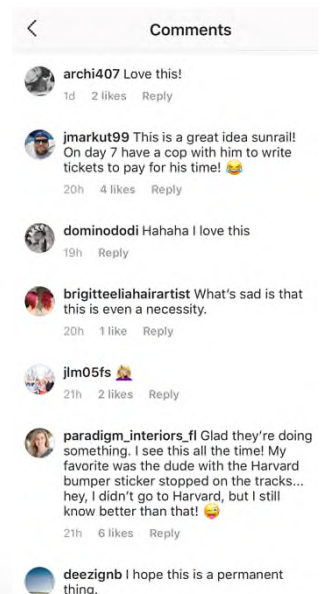 Comments
archi407 Love this!
1d 2 likes Reply
jmarkut99 This is a great idea sunrail!
On day 7 have a cop with him to write
tickets to pay for his time! 😂
20h 4 likes Reply
dominododi Hahaha I love this
19h Reply
brigitteeliahairartist What's sad is that
this is even a necessity.
20h 1 like Reply
jlm05fs 🤦🏼‍♀️
21h 2 likes Reply
paradigm_interiors_fl Glad they're doing
something. I see this all the time! My
favorite was the dude with the Harvard
bumper sticker stopped on the tracks...
hey, I didn't go to Harvard, but I still
know better than that! 😜
21h 6 likes Reply
deezignb I hope this is a permanent
thing.